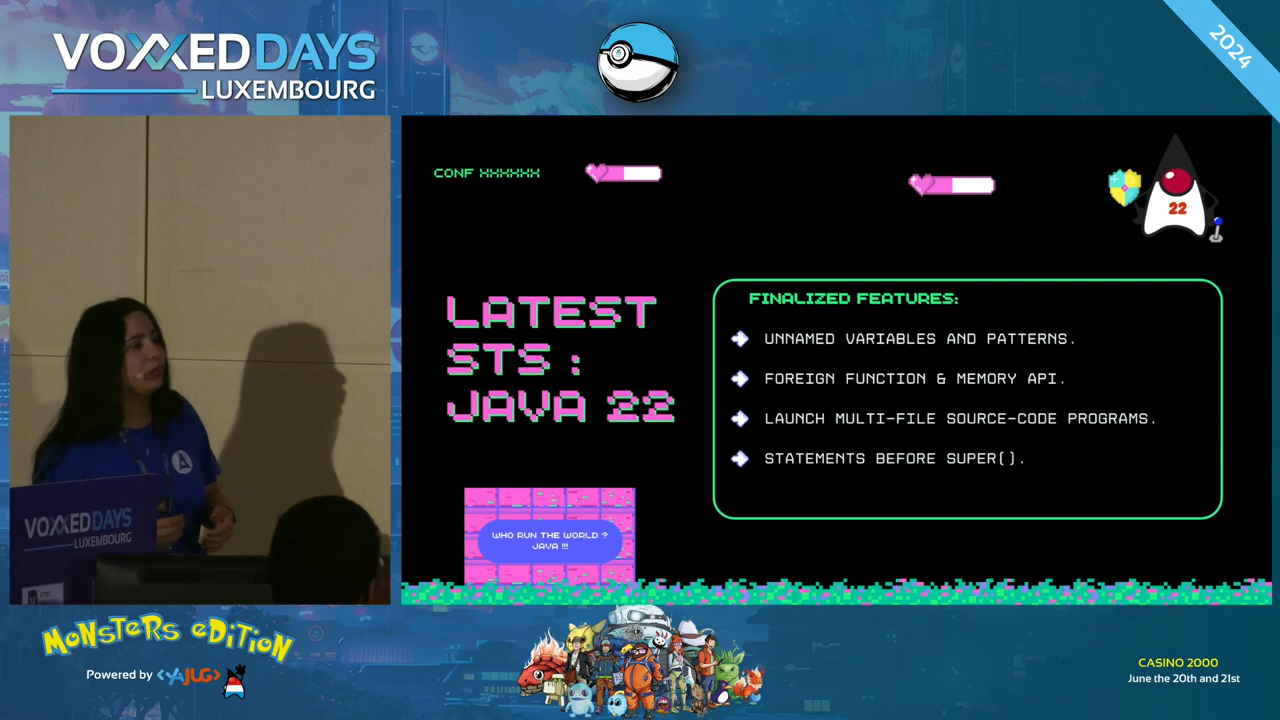 VOXXEDDAYS
LUXEMBOURG
2024
CONF XXXXXX
22
LATEST
STS :
JAVA 22
FINALIZED FEATURES:
UNNAMED VARIABLES AND PATTERNS.
FOREIGN FUNCTION & MEMORY API.
LAUNCH MULTI-FILE SOURCE-CODE PROGRAMS.
STATEMENTS BEFORE SUPER().
WHO RUN THE WORLD ?
JAVA !!!
VOXXEDDAYS
LUXEMBOURG
MONSTERS EDITION
Powered by <YAJUG>
CASINO 2000
June the 20th and 21st